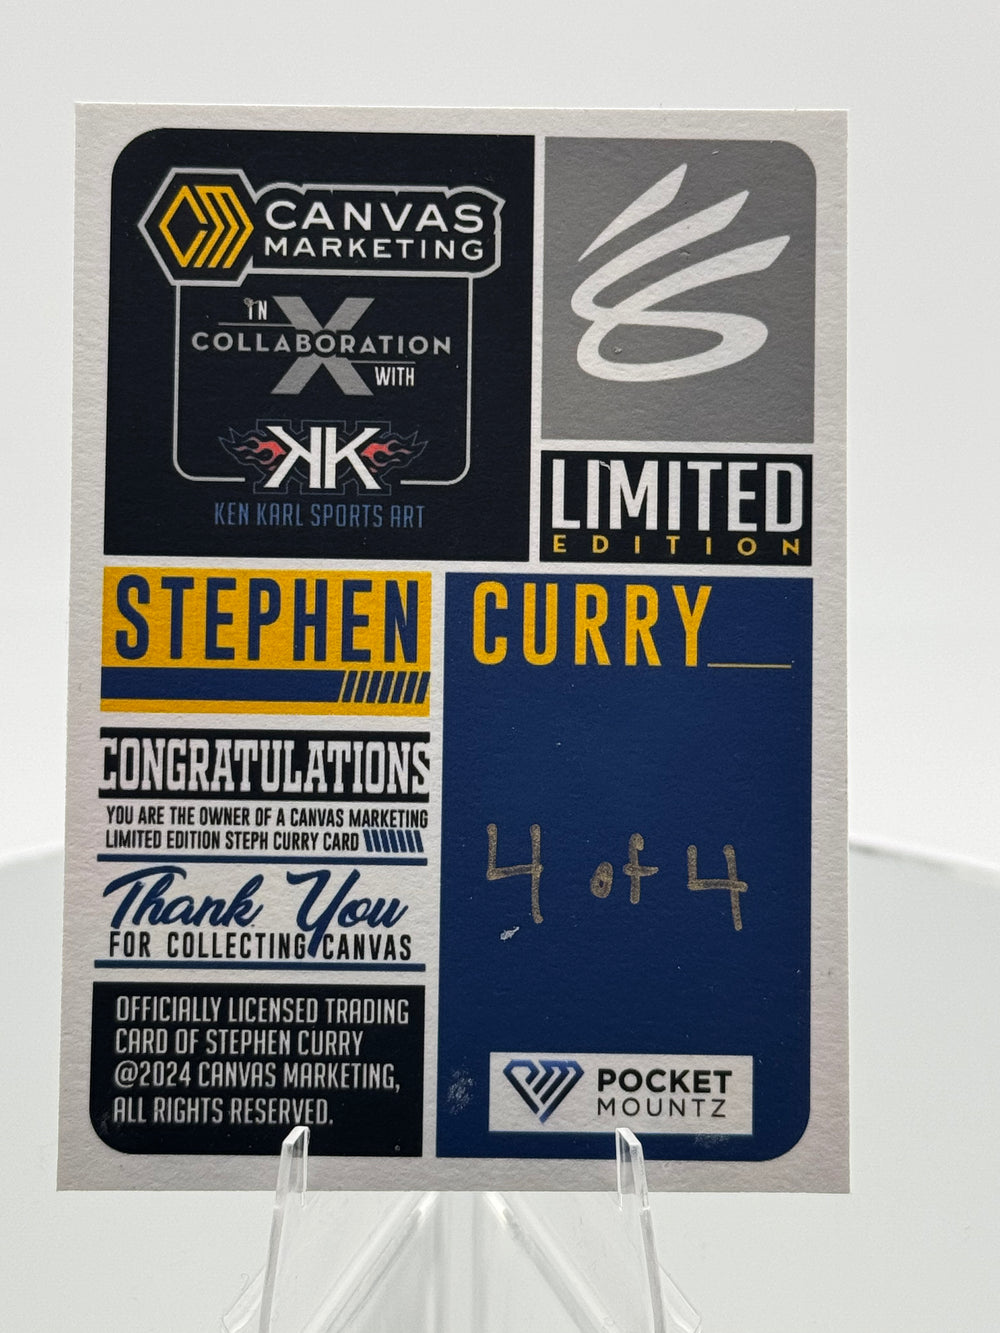 CANVAS
MARKETING
IN
COLLABORATION
WITH
KK
KEN KARL SPORTS ART
LIMITED
EDITION
STEPHEN
CURRY__
CONGRATULATIONS
YOU ARE THE OWNER OF A CANVAS MARKETING
LIMITED EDITION STEPH CURRY CARD
Thank You
FOR COLLECTING CANVAS
4 of 4
OFFICIALLY LICENSED TRADING
CARD OF STEPHEN CURRY
@2024 CANVAS MARKETING,
ALL RIGHTS RESERVED.
POCKET
MOUNTZ